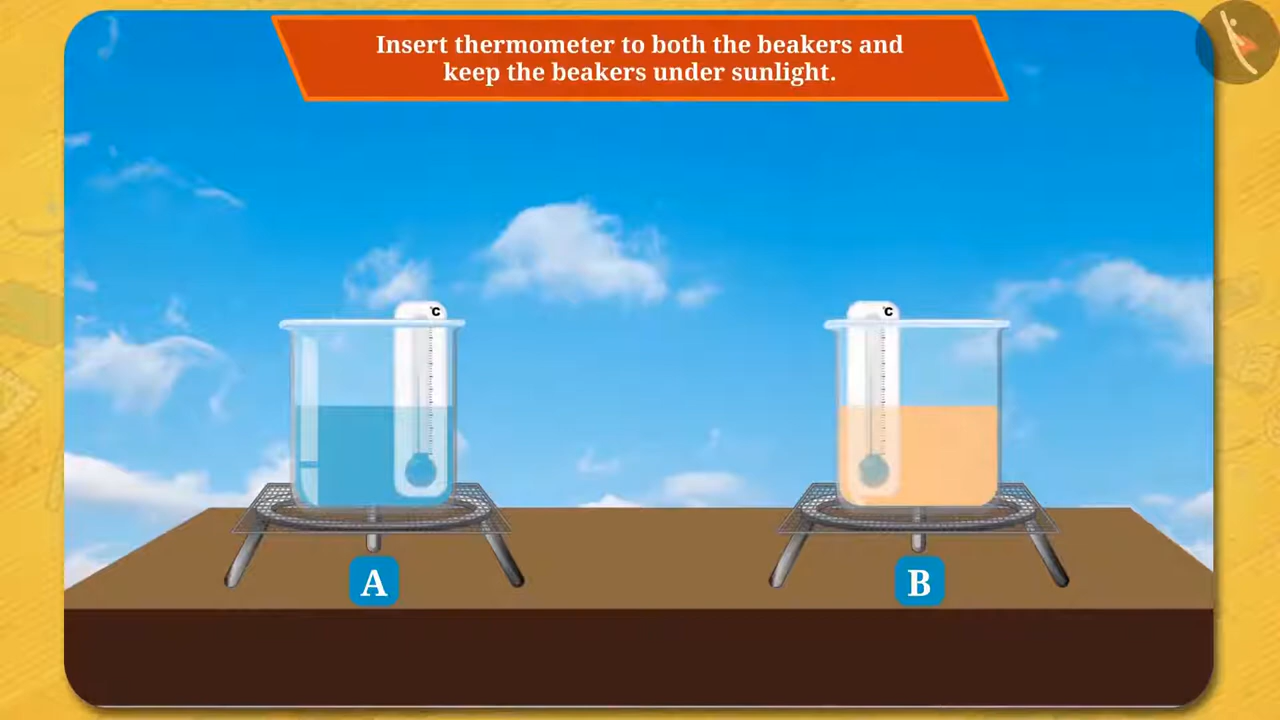 Insert thermometer to both the beakers and
keep the beakers under sunlight.
°C
°C
A
B